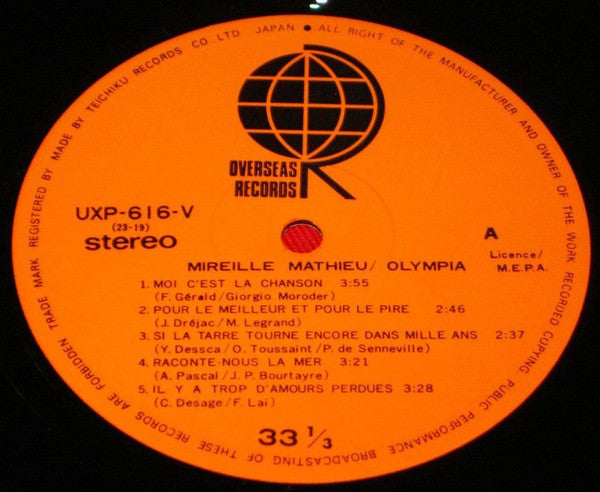 TRADE MARK REGISTERED BY MADE BY TEICHIKU RECORDS CO., LTD JAPAN • ALL RIGHT OF THE MANUFACTURER AND OWNER OF THE WORK RECORDED COPYING, PUBLIC PERFORMANCE BROADCASTING OF THESE RECORDS ARE FORBIDDEN
R
OVERSEAS
RECORDS
UXP-616-V
(23-19)
stereo
A
Licence/
M.E.P.A.
MIREILLE MATHIEU/ OLYMPIA
1. MOI C'EST LA CHANSON 3:55
(F. Gérald/Giorgio Moroder)
2. POUR LE MEILLEUR ET POUR LE PIRE 2:46
(J. Dréjac/M. Legrand)
3. SI LA TARRE TOURNE ENCORE DANS MILLE ANS 2:37
(Y. Dessca/O. Toussaint/P. de Senneville)
4. RACONTE-NOUS LA MER 3:21
(A. Pascal/J. P. Bourtayre)
5. IL Y A TROP D'AMOURS PERDUES 3:28
(C. Desage/F. Lai)
33 1/3